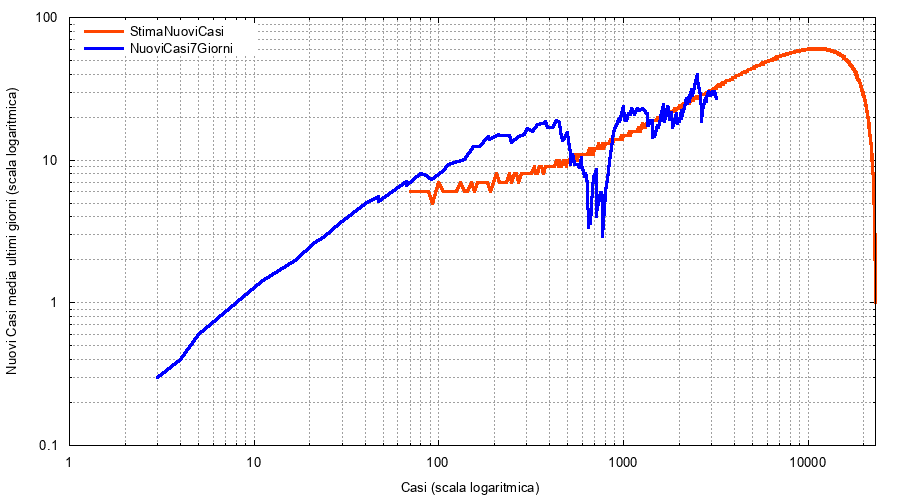 100
StimaNuoviCasi
NuoviCasi7Giorni
10
1
0.1
Nuovi Casi media ultimi giorni (scala logaritmica)
1 10 100 1000 10000
Casi (scala logaritmica)